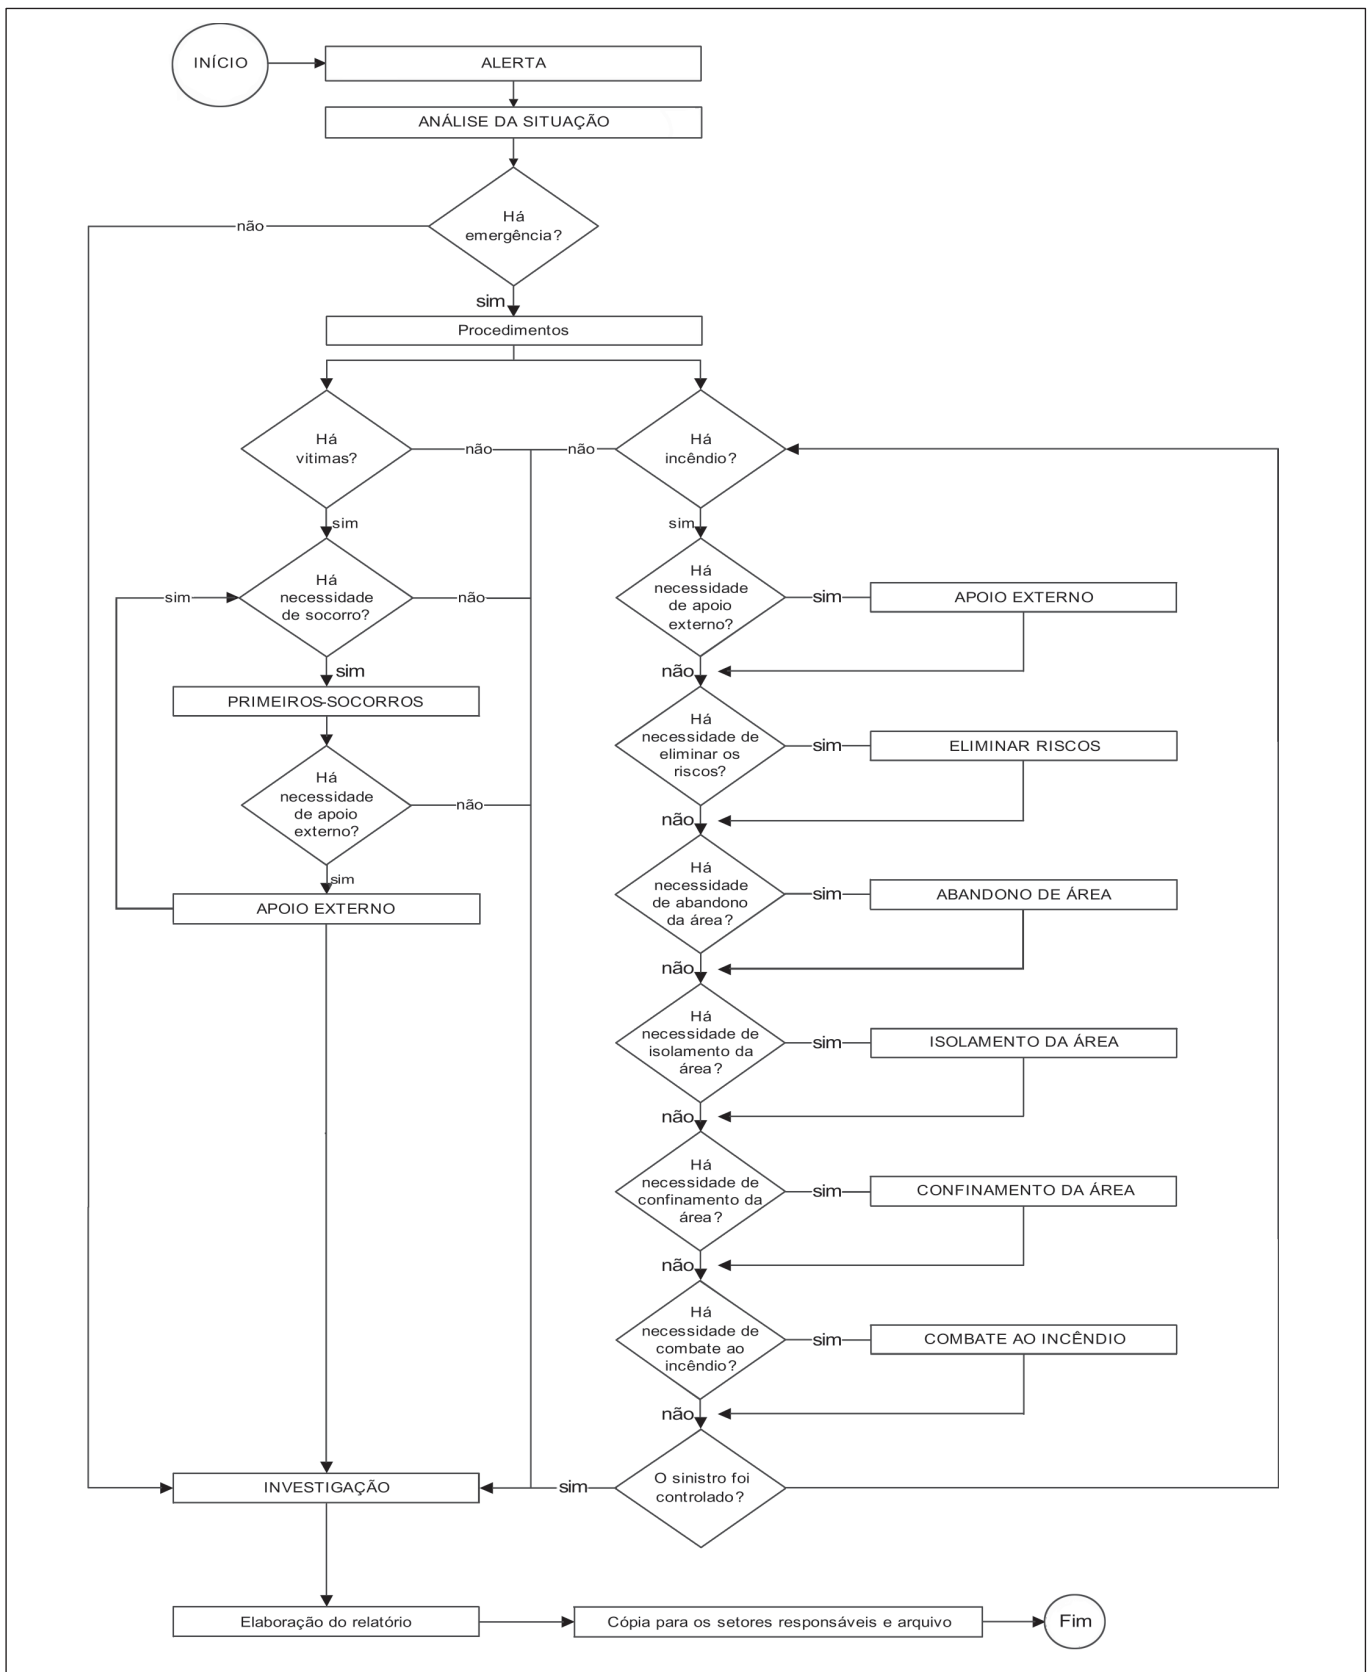 INÍCIO
ALERTA
ANÁLISE DA SITUAÇÃO
Há
emergência?
não
sim
Procedimentos
Há
vitimas?
não
não
Há
incêndio?
sim
sim
sim
Há
necessidade
de socorro?
não
Há
necessidade
de apoio
externo?
sim
APOIO EXTERNO
sim
não
PRIMEIROS-SOCORROS
Há
necessidade de
eliminar os
riscos?
sim
ELIMINAR RISCOS
Há
necessidade
de apoio
externo?
não
não
sim
APOIO EXTERNO
Há
necessidade
de abandono
da área?
sim
ABANDONO DE ÁREA
não
Há
necessidade de
isolamento da
área?
sim
ISOLAMENTO DA ÁREA
não
Há
necessidade de
confinamento da
área?
sim
CONFINAMENTO DA ÁREA
não
Há
necessidade de
combate ao
incêndio?
sim
COMBATE AO INCÊNDIO
não
INVESTIGAÇÃO
sim
O sinistro foi
controlado?
Elaboração do relatório
Cópia para os setores responsáveis e arquivo
Fim